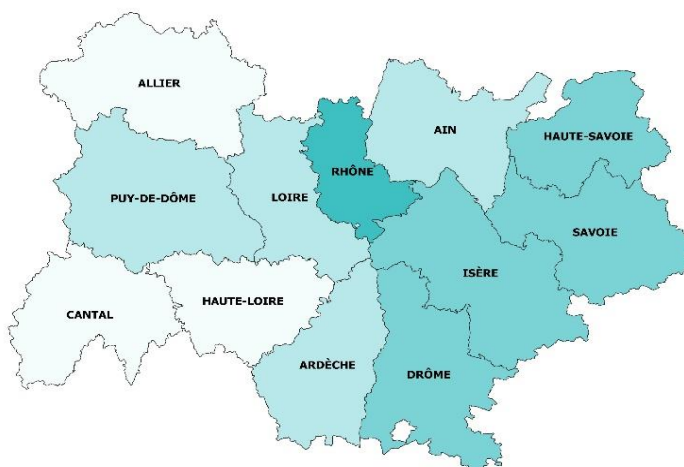 ALLIER
AIN
HAUTE-SAVOIE
RHÔNE
PUY-DE-DÔME
LOIRE
SAVOIE
ISÈRE
HAUTE-LOIRE
CANTAL
ARDÈCHE
DRÔME